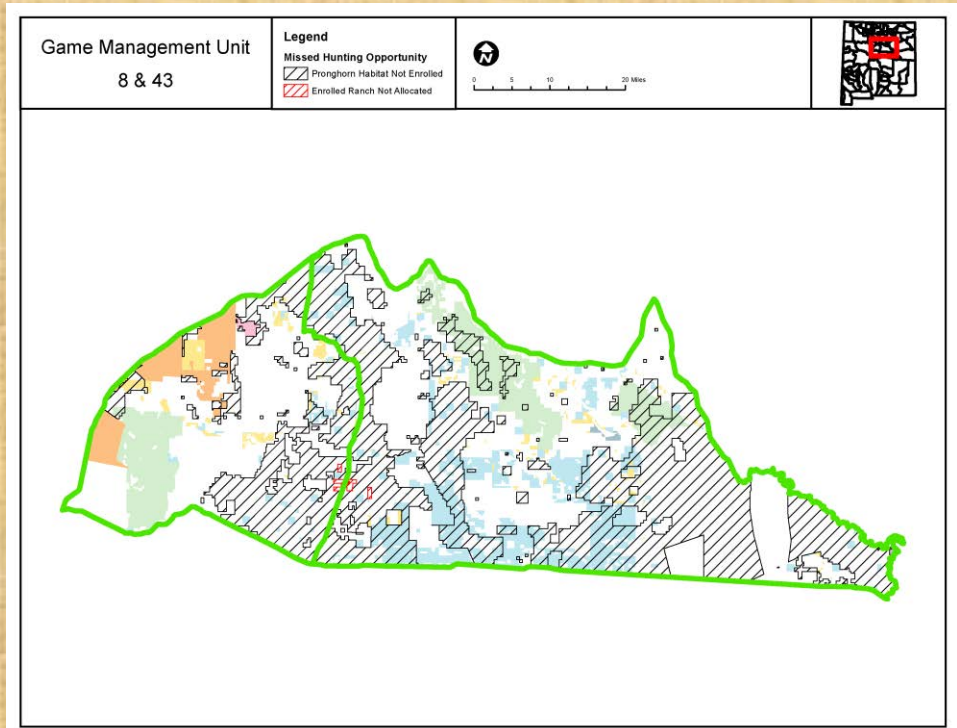 Game Management Unit
8 & 43
Legend
Missed Hunting Opportunity
Pronghorn Habitat Not Enrolled
Enrolled Ranch Not Allocated
N
0 5 10 20 Miles